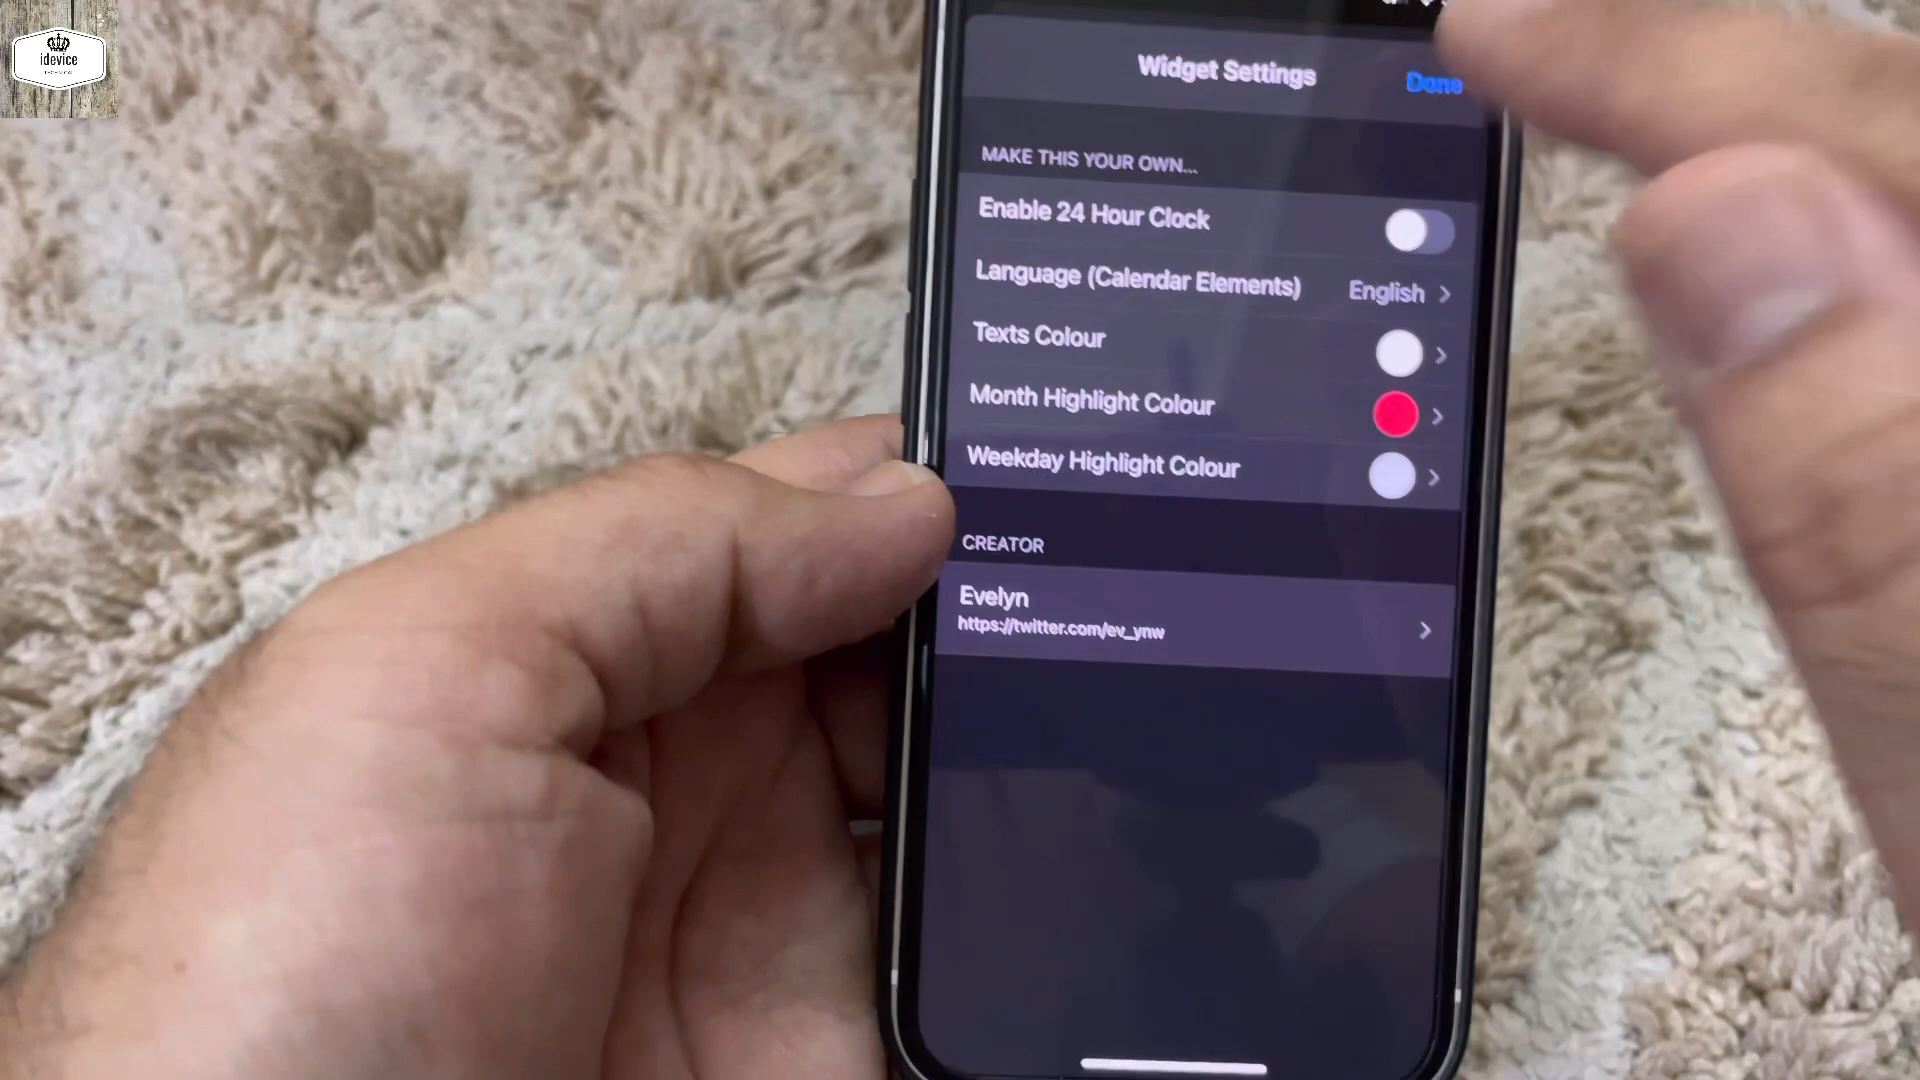 idevice
TECHNICAL
Widget Settings
Done
MAKE THIS YOUR OWN...
Enable 24 Hour Clock
Language (Calendar Elements)
English
Texts Colour
Month Highlight Colour
Weekday Highlight Colour
CREATOR
Evelyn
https://twitter.com/ev_ynw